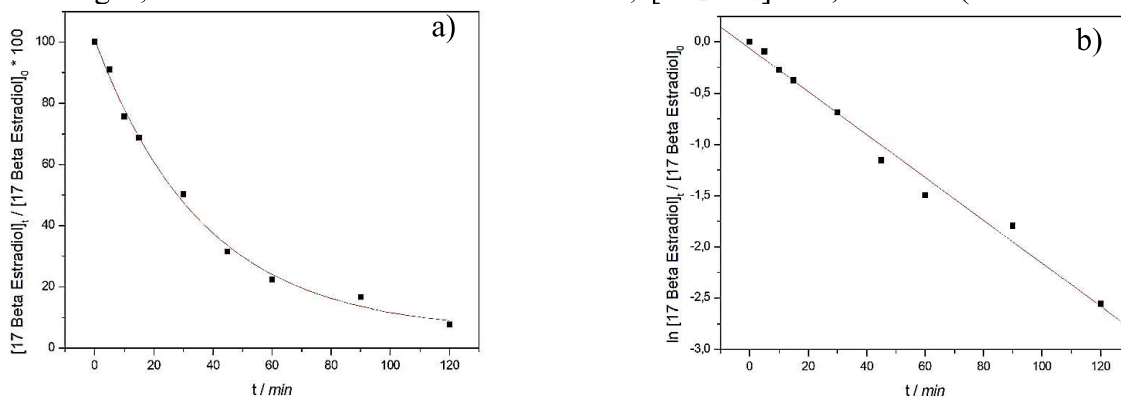 a)
[17 Beta Estradiol]t / [17 Beta Estradiol]0 * 100
100
80
60
40
20
0
0 20 40 60 80 100 120
t / min
b)
ln [17 Beta Estradiol]t / [17 Beta Estradiol]0
0,0
-0,5
-1,0
-1,5
-2,0
-2,5
-3,0
0 20 40 60 80 100 120
t / min